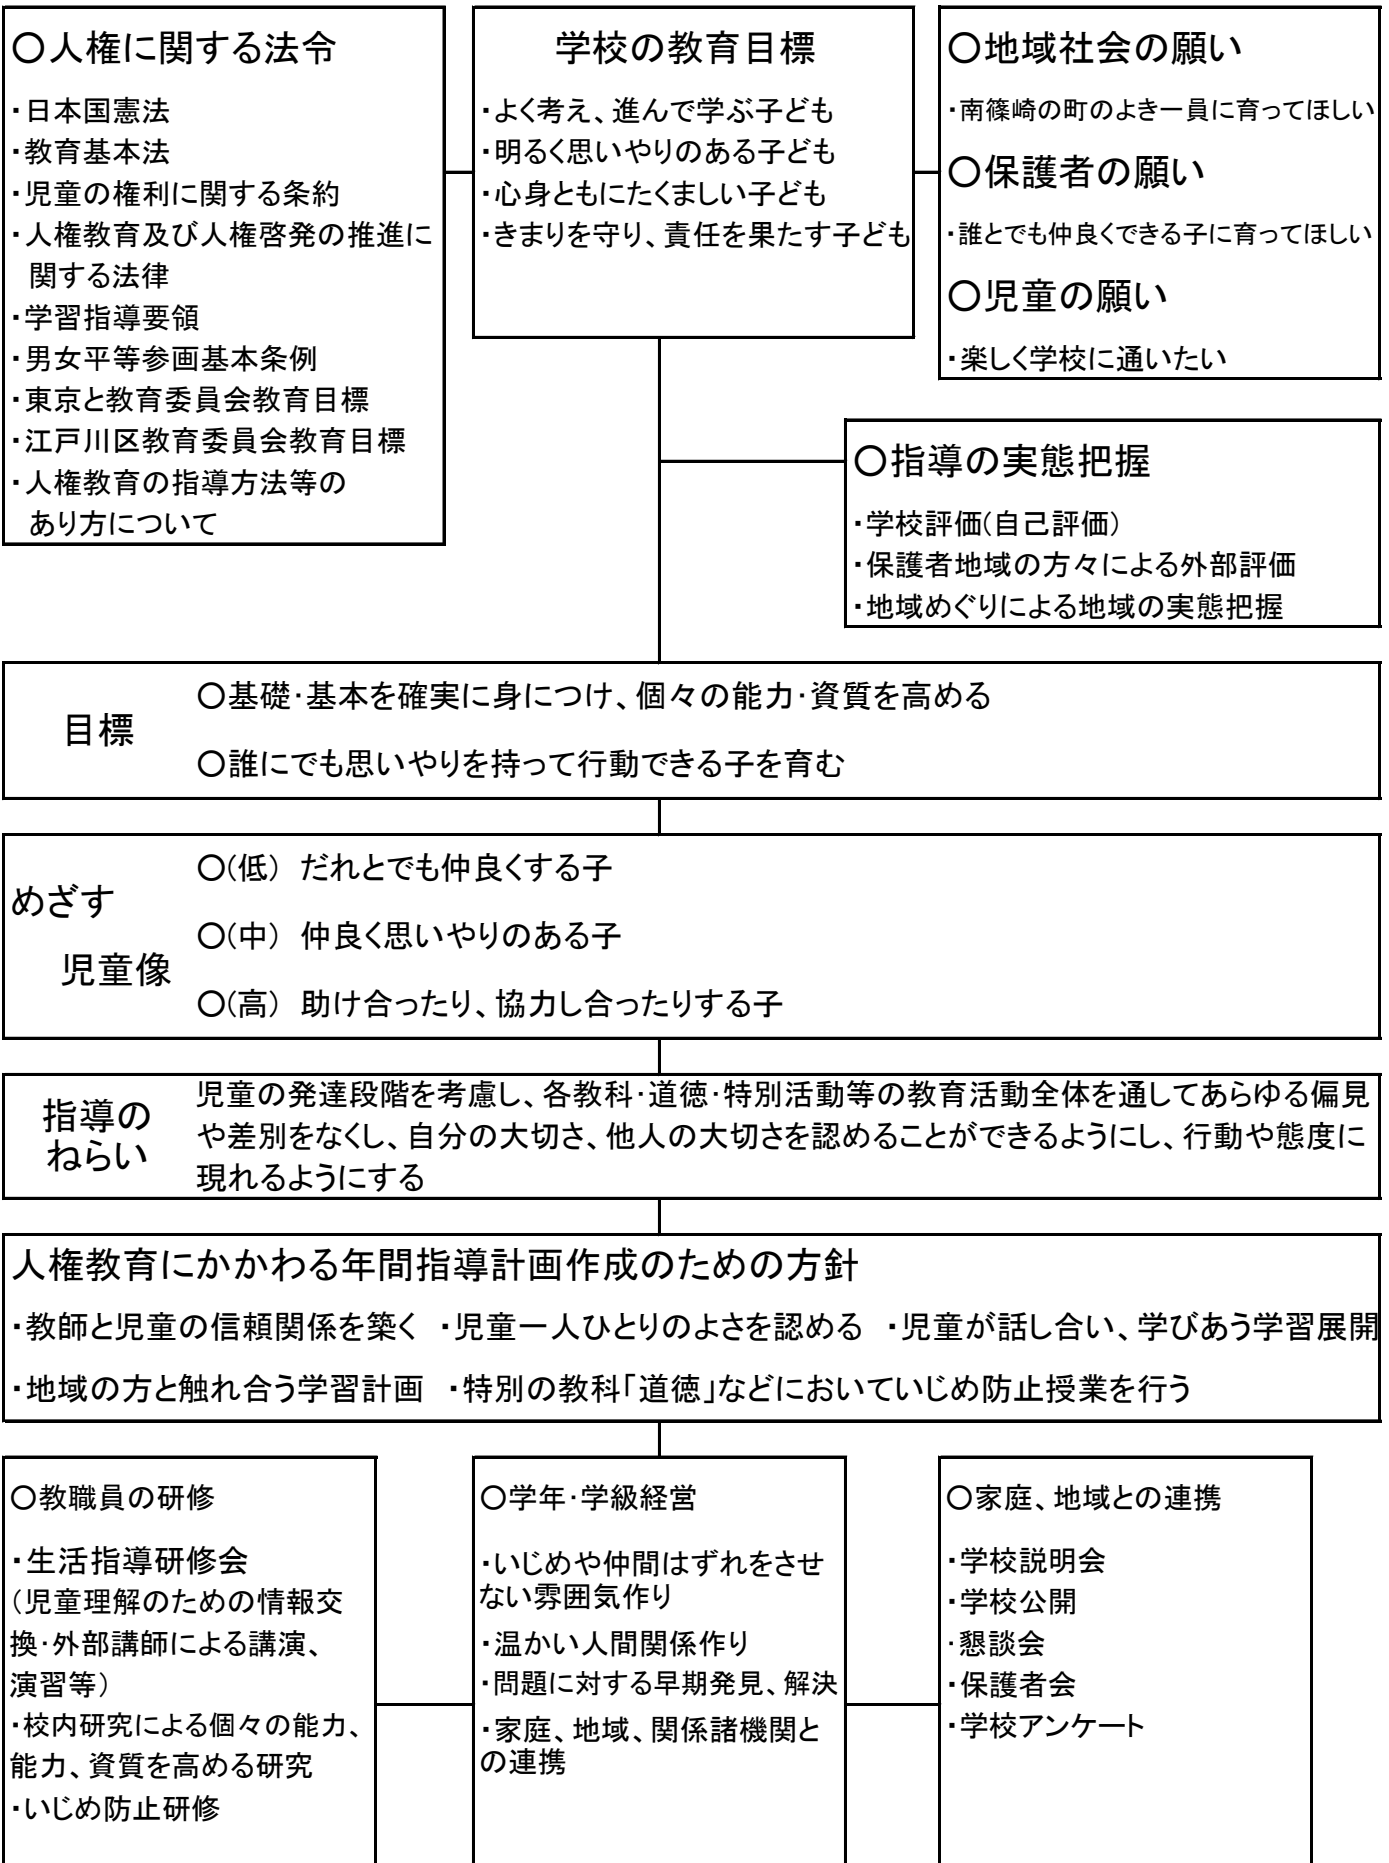 〇人権に関する法令
・日本国憲法
・教育基本法
・児童の権利に関する条約
・人権教育及び人権啓発の推進に
関する法律
・学習指導要領
・男女平等参画基本条例
・東京と教育委員会教育目標
・江戸川区教育委員会教育目標
・人権教育の指導方法等の
あり方について
学校の教育目標
・よく考え、進んで学ぶ子ども
・明るく思いやりのある子ども
・心身ともにたくましい子ども
・きまりを守り、責任を果たす子ども
〇地域社会の願い
・南篠崎の町のよき一員に育ってほしい
〇保護者の願い
・誰とでも仲良くできる子に育ってほしい
〇児童の願い
・楽しく学校に通いたい
〇指導の実態把握
・学校評価(自己評価)
・保護者地域の方々による外部評価
・地域めぐりによる地域の実態把握
目標
〇基礎・基本を確実に身につけ、個々の能力・資質を高める
〇誰にでも思いやりを持って行動できる子を育む
めざす
児童像
〇(低) だれとでも仲良くする子
〇(中) 仲良く思いやりのある子
〇(高) 助け合ったり、協力し合ったりする子
指導の
ねらい
児童の発達段階を考慮し、各教科・道徳・特別活動等の教育活動全体を通してあらゆる偏見
や差別をなくし、自分の大切さ、他人の大切さを認めることができるようにし、行動や態度に
現れるようにする
人権教育にかかわる年間指導計画作成のための方針
・教師と児童の信頼関係を築く ・児童一人ひとりのよさを認める ・児童が話し合い、学びあう学習展開
・地域の方と触れ合う学習計画 ・特別の教科「道徳」などにおいていじめ防止授業を行う
〇教職員の研修
・生活指導研修会
(児童理解のための情報交
換・外部講師による講演、
演習等)
・校内研究による個々の能力、
能力、資質を高める研究
・いじめ防止研修
〇学年・学級経営
・いじめや仲間はずれをさせ
ない雰囲気作り
・温かい人間関係作り
・問題に対する早期発見、解決
・家庭、地域、関係諸機関と
の連携
〇家庭、地域との連携
・学校説明会
・学校公開
・懇談会
・保護者会
・学校アンケート